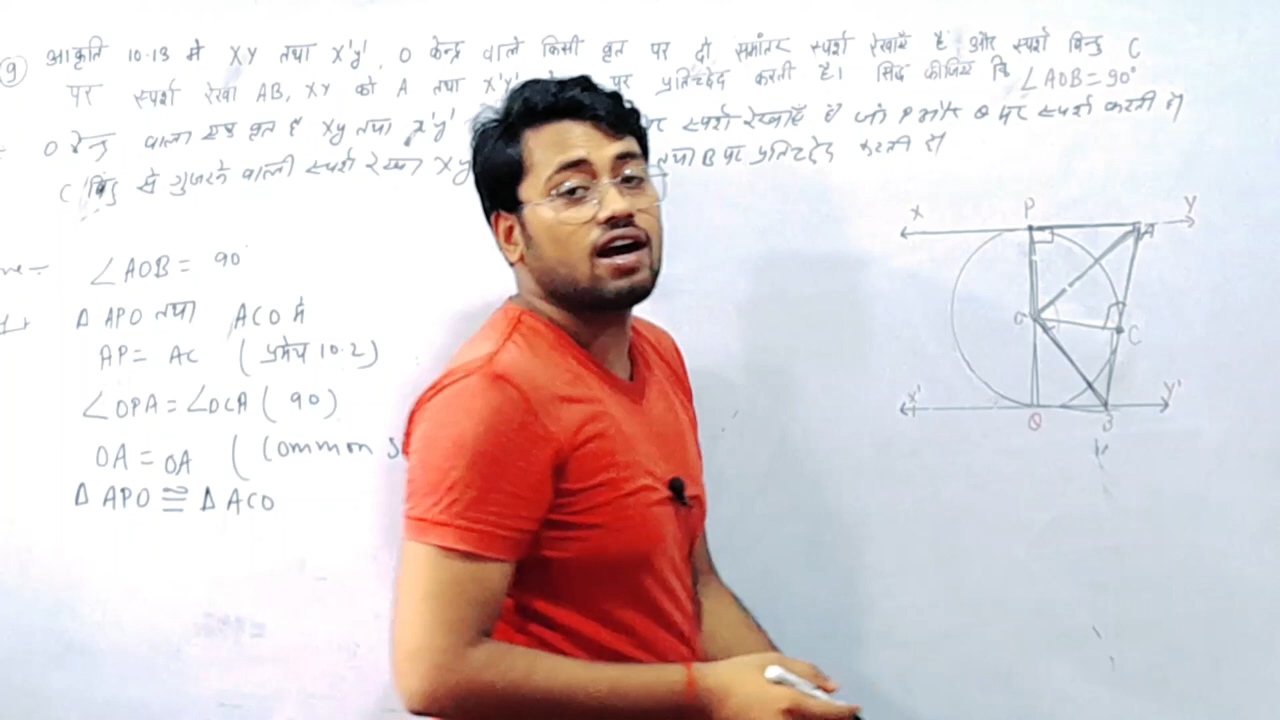 9 आकृति 10.13 में XY तथा X'Y', O केन्द्र वाले किसी वृत पर दो समांतर स्पर्श रेखाएँ है और स्पर्श बिन्दु C
पर स्पर्श रेखा AB, XY को A तथा X'Y' पर प्रतिच्छेद करती है। सिद्ध कीजिए कि ∠AOB = 90°
O केन्द्र वाला एक वृत है XY तथा x'y' पर स्पर्श रेखाएँ है जो P और Q पर स्पर्श करती है।
C बिंदु से गुजरने वाली स्पर्श रेखा XY तथा B पर प्रतिच्छेद करती है।
∠AOB = 90°
Δ APO तथा ACO में
AP = AC ( प्रमेय 10.2)
∠OPA = ∠OCA ( 90)
OA = OA ( Common s
Δ APO ≅ Δ ACO
X P Y
A
O
C
X' Y'
Q B